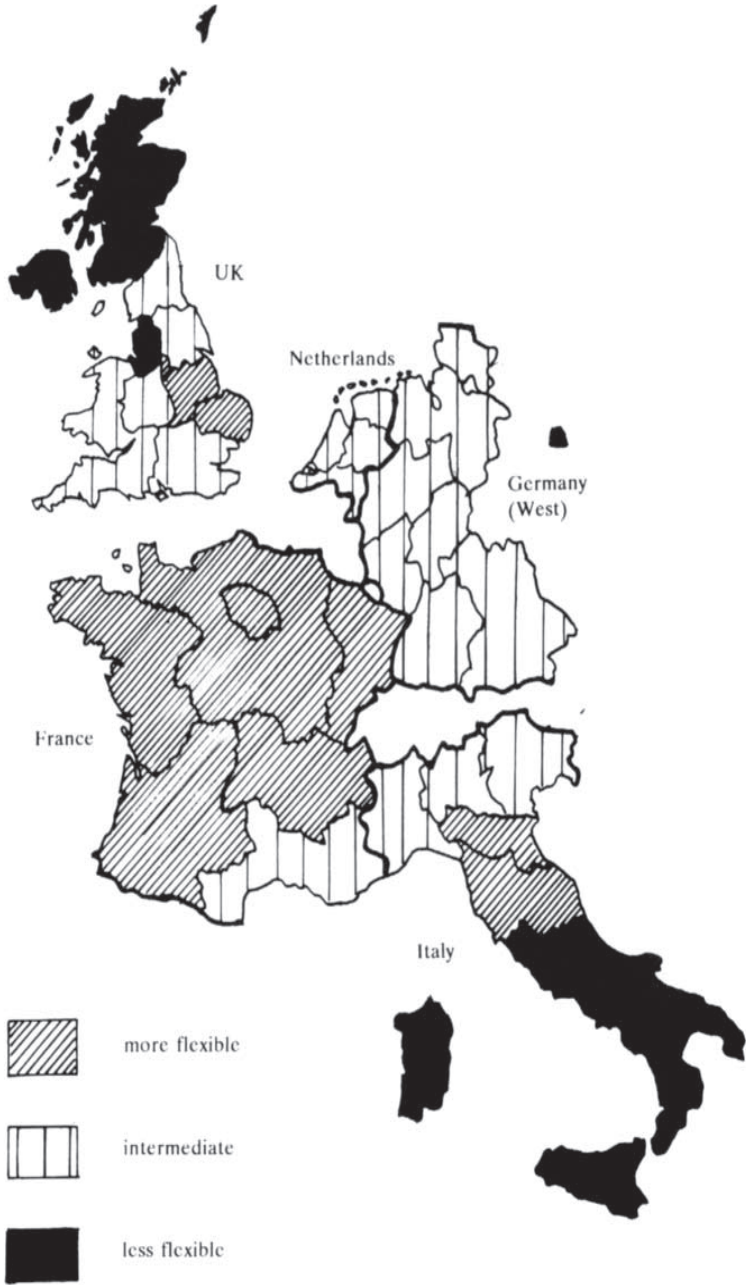 UK
Netherlands
Germany
(West)
France
Italy
more flexible
intermediate
less flexible